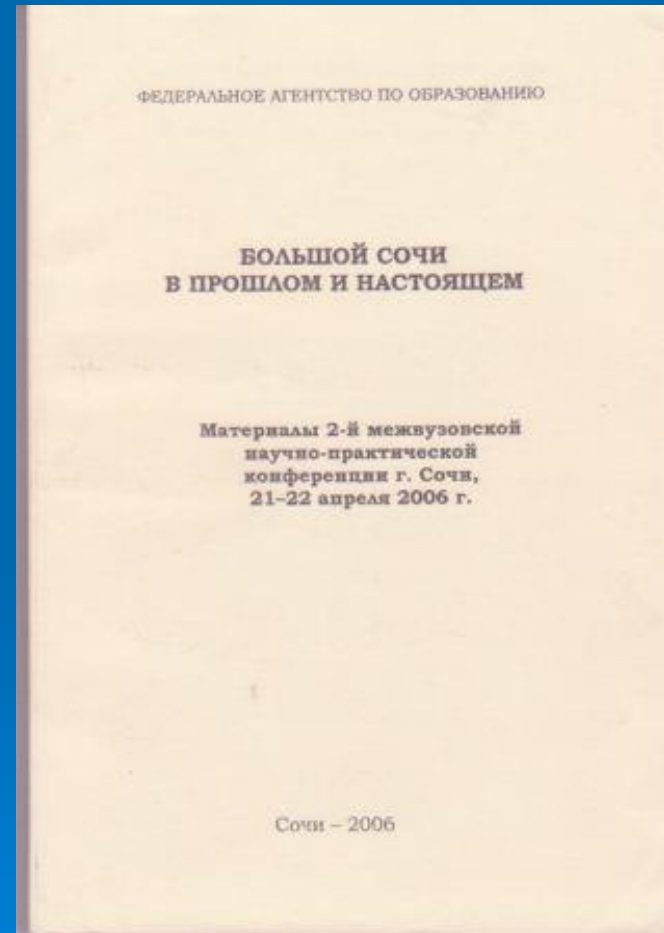 ФЕДЕРАЛЬНОЕ АГЕНТСТВО ПО ОБРАЗОВАНИЮ
БОЛЬШОЙ СОЧИ
В ПРОШЛОМ И НАСТОЯЩЕМ
Материалы 2-й межвузовской
научно-практической
конференции г. Сочи,
21–22 апреля 2006 г.
Сочи – 2006